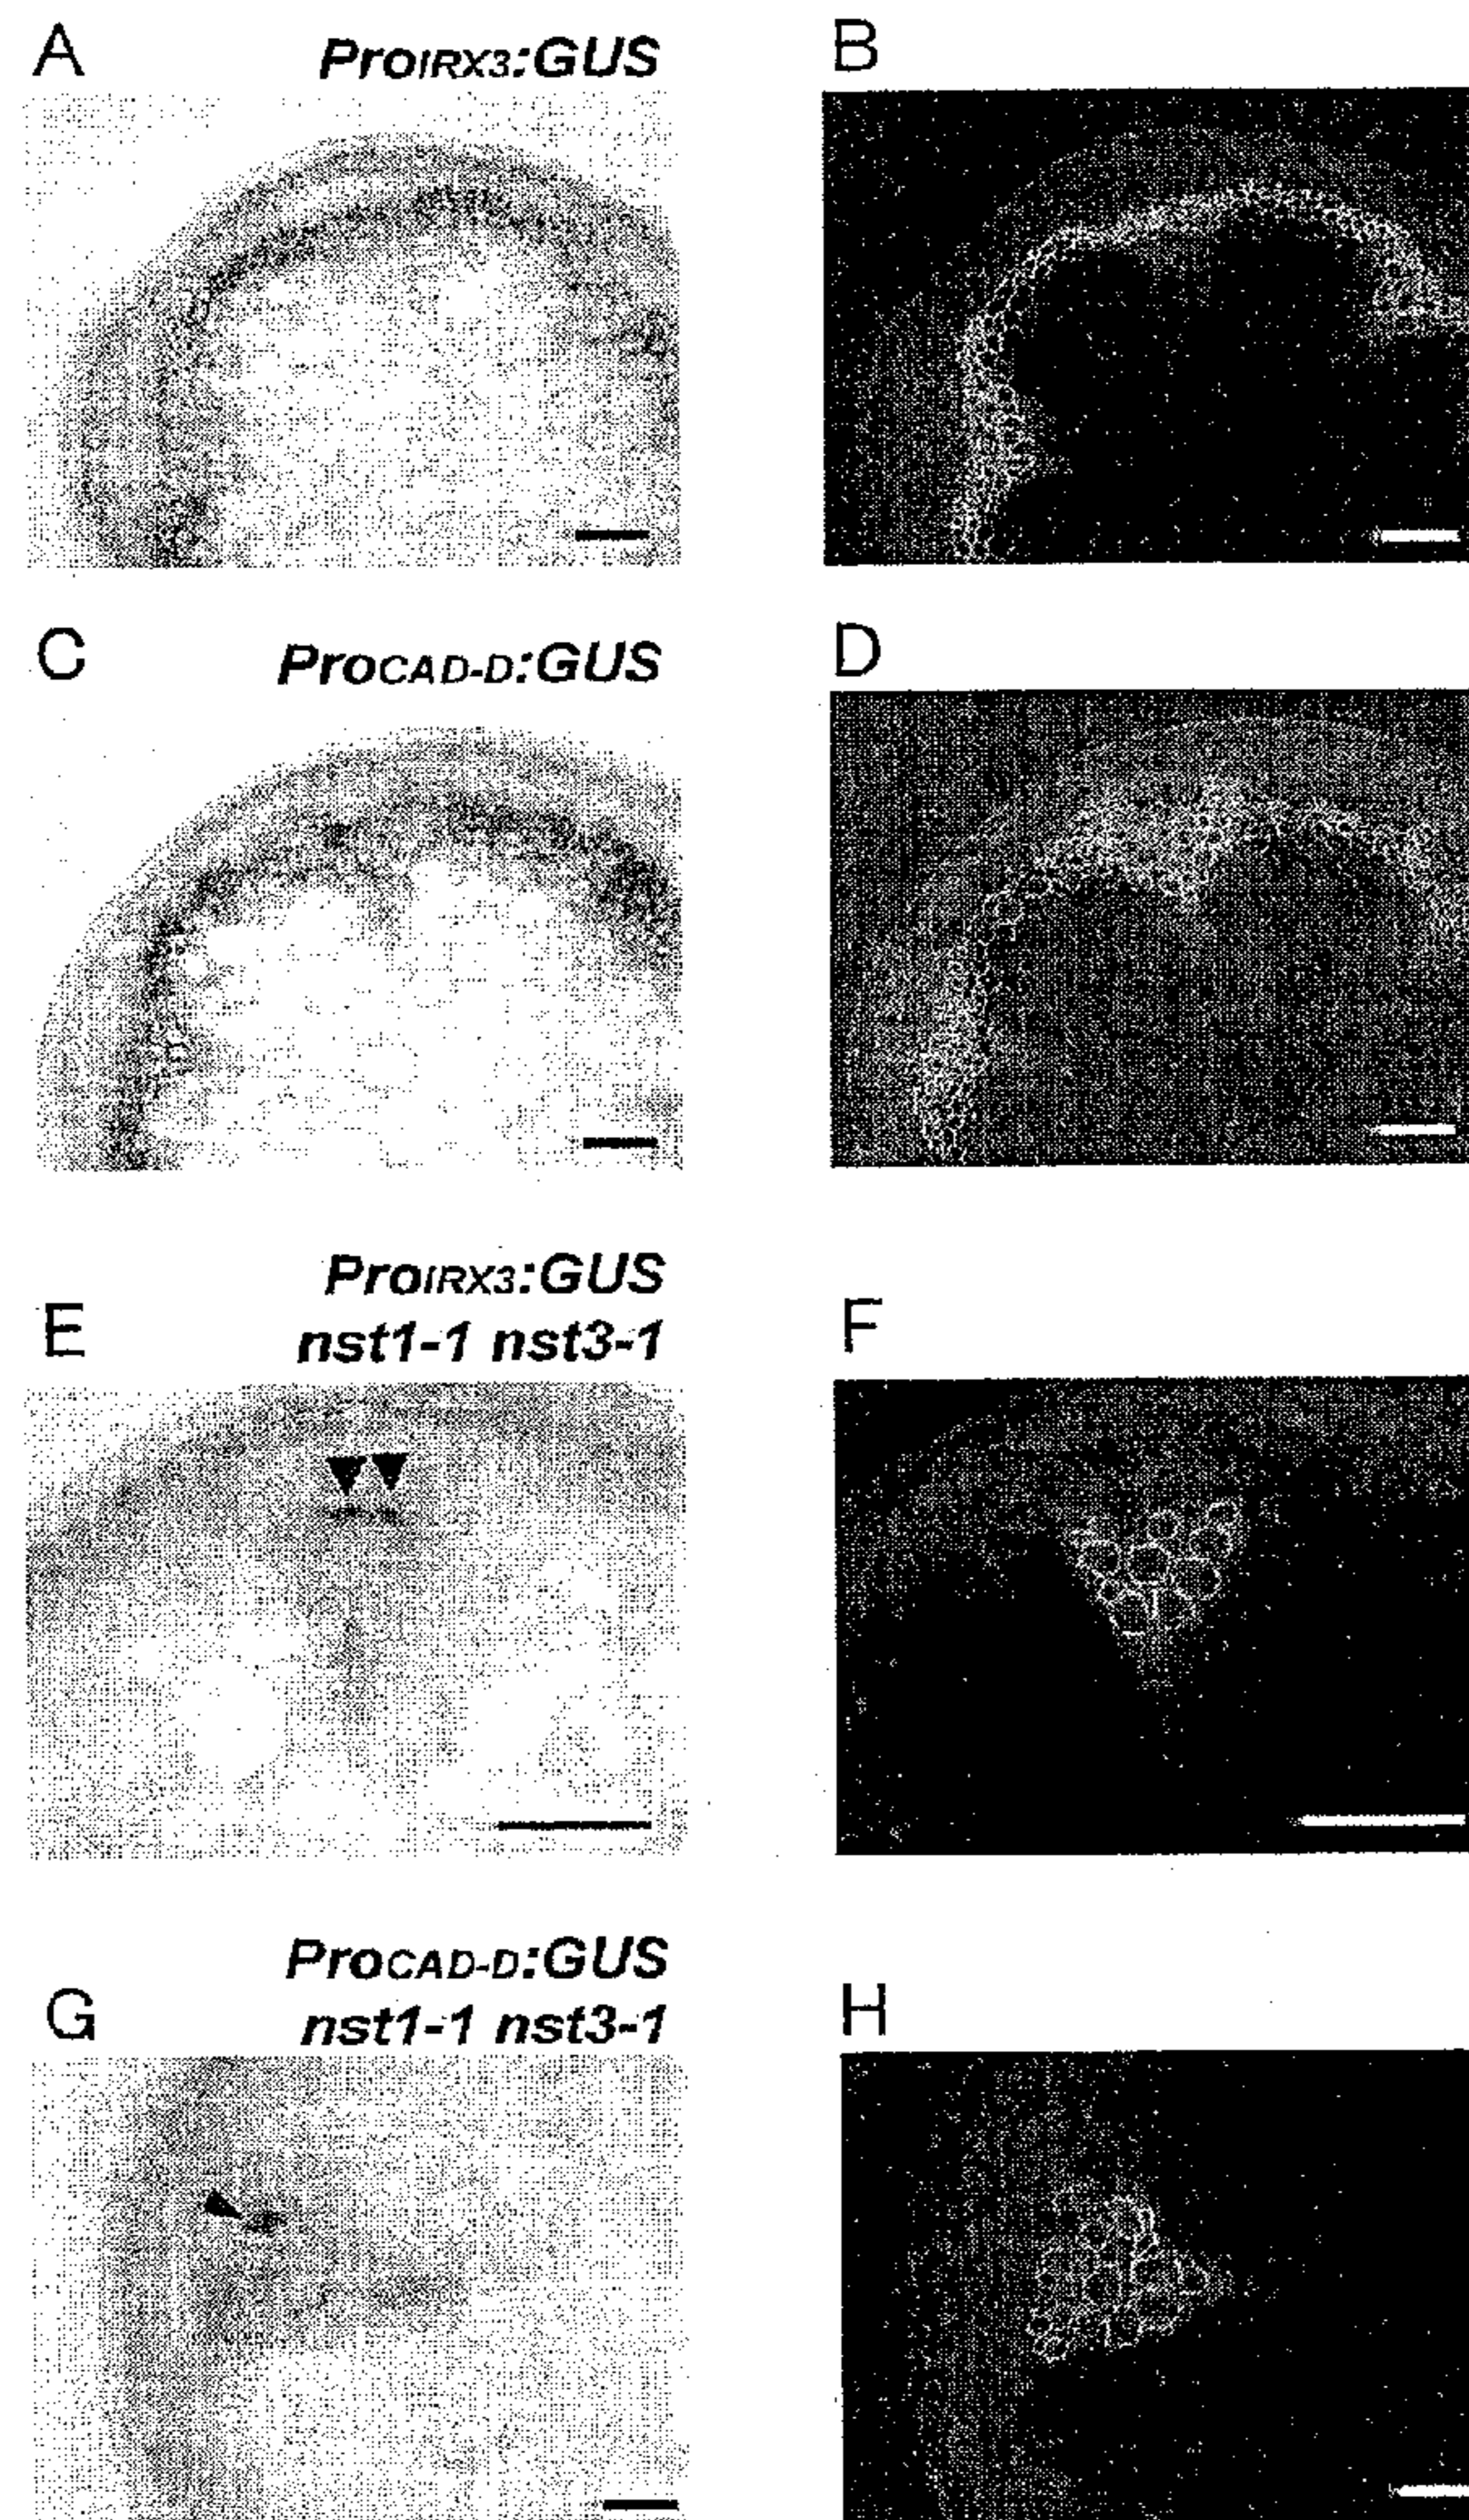 A ProIRX3:GUS B
C ProCAD-D:GUS D
ProIRX3:GUS
E nst1-1 nst3-1 F
ProCAD-D:GUS
G nst1-1 nst3-1 H